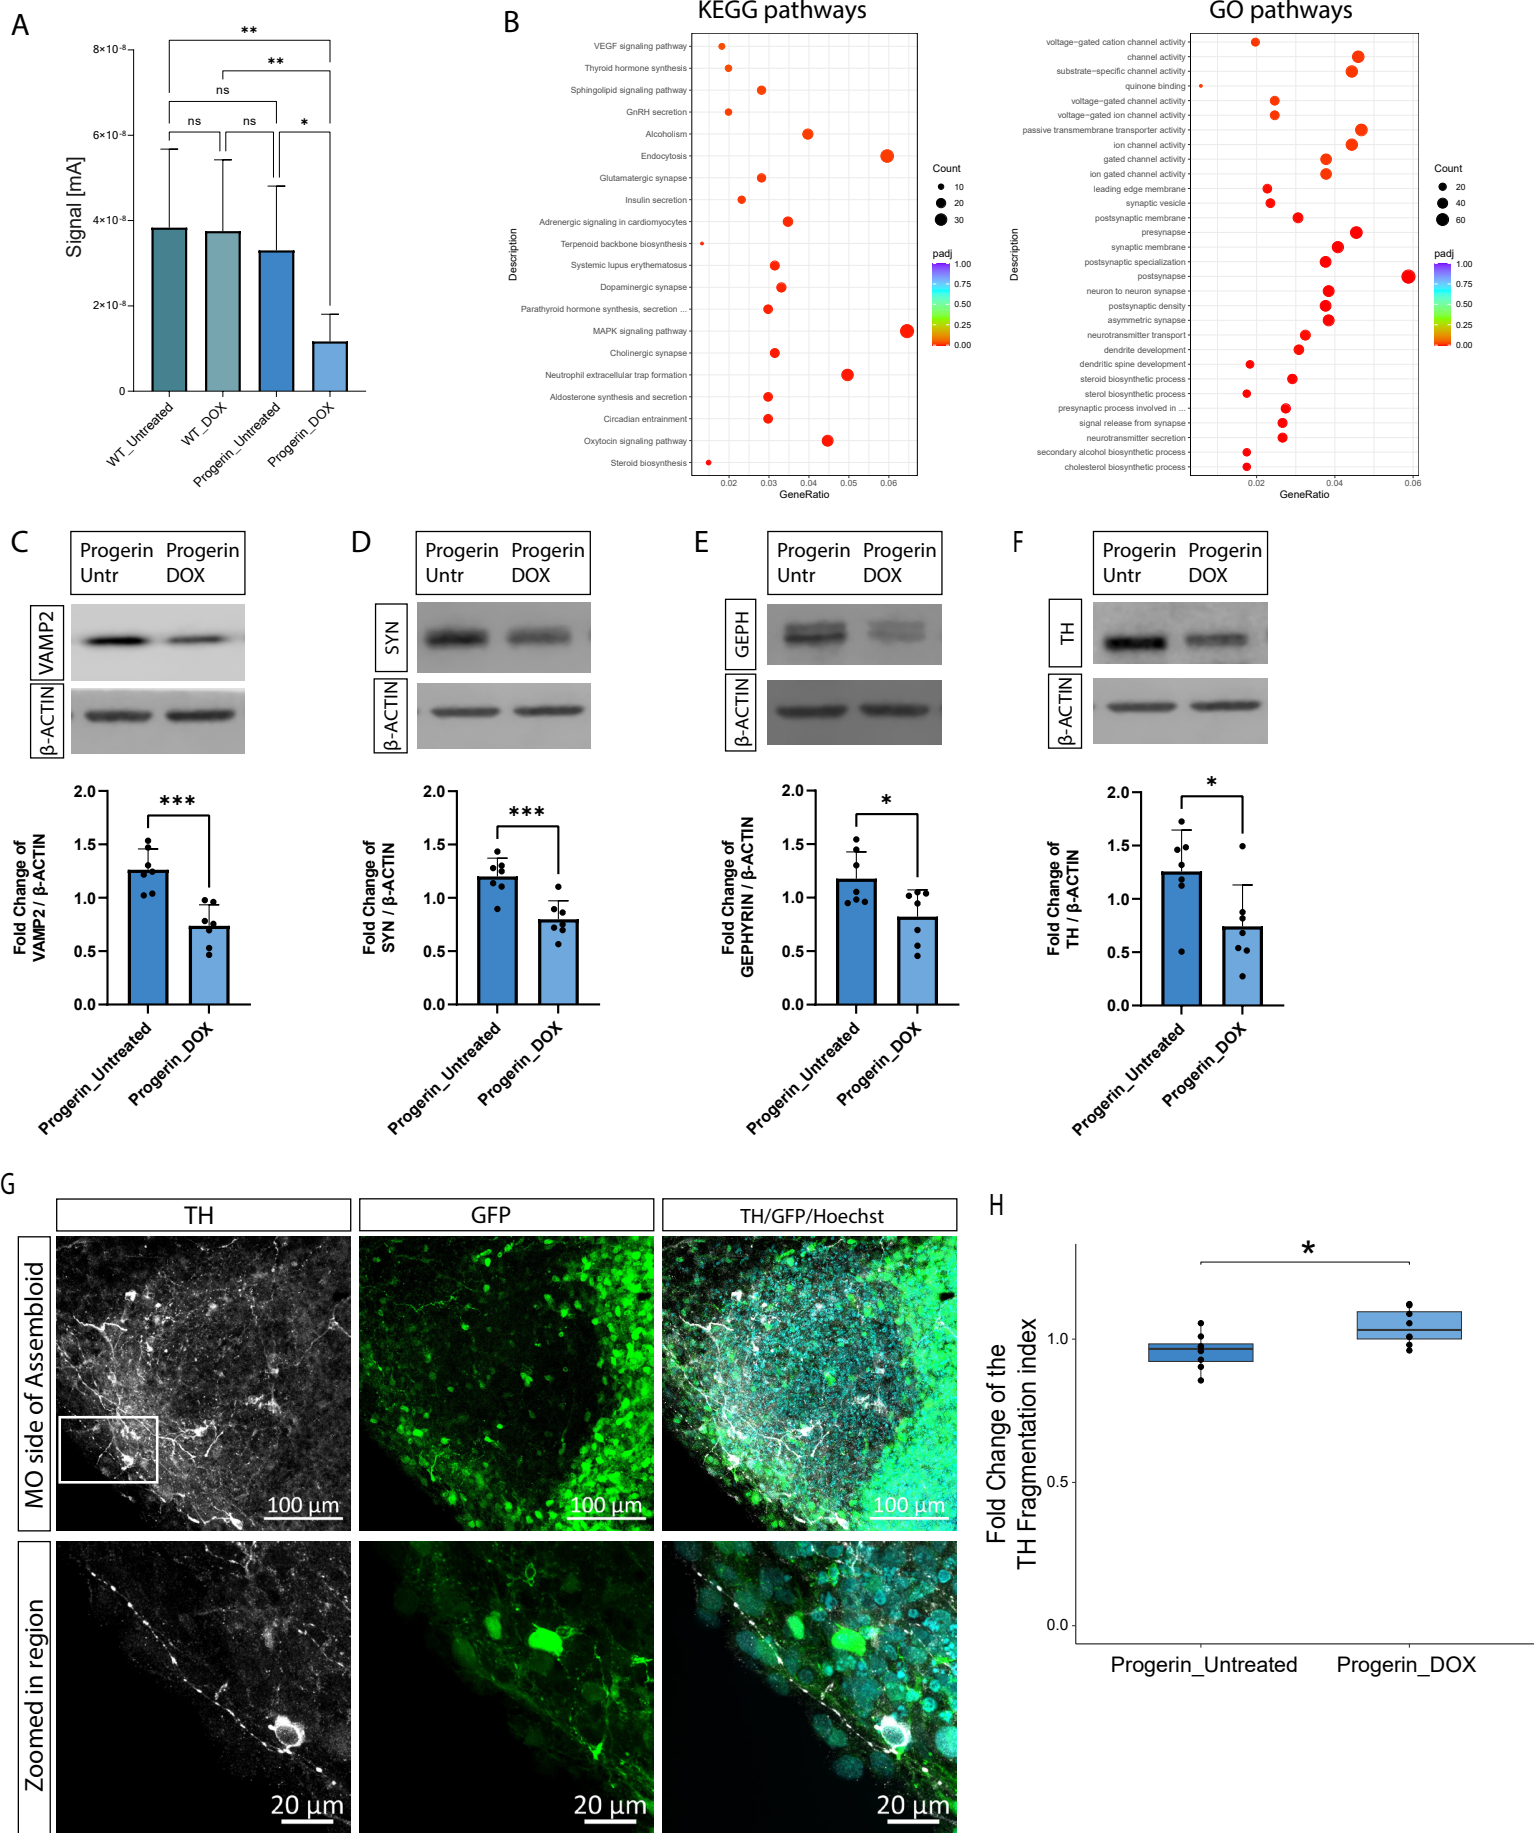 A
**
**
ns
ns
ns
*
8×10⁻⁸
6×10⁻⁸
4×10⁻⁸
2×10⁻⁸
0
Signal [mA]
WT_Untreated
WT_DOX
Progerin_Untreated
Progerin_DOX
B
KEGG pathways
VEGF signaling pathway
Thyroid hormone synthesis
Sphingolipid signaling pathway
GnRH secretion
Alcoholism
Endocytosis
Glutamatergic synapse
Insulin secretion
Adrenergic signaling in cardiomyocytes
Terpenoid backbone biosynthesis
Systemic lupus erythematosus
Dopaminergic synapse
Parathyroid hormone synthesis, secretion ...
MAPK signaling pathway
Cholinergic synapse
Neutrophil extracellular trap formation
Aldosterone synthesis and secretion
Circadian entrainment
Oxytocin signaling pathway
Steroid biosynthesis
Description
0.02 0.03 0.04 0.05 0.06
GeneRatio
Count
10
20
30
padj
1.00
0.75
0.50
0.25
0.00
GO pathways
voltage−gated cation channel activity
channel activity
substrate−specific channel activity
quinone binding
voltage−gated channel activity
voltage−gated ion channel activity
passive transmembrane transporter activity
ion channel activity
gated channel activity
ion gated channel activity
leading edge membrane
synaptic vesicle
postsynaptic membrane
presynapse
synaptic membrane
postsynaptic specialization
postsynapse
neuron to neuron synapse
postsynaptic density
asymmetric synapse
neurotransmitter transport
dendrite development
dendritic spine development
steroid biosynthetic process
sterol biosynthetic process
presynaptic process involved in ...
signal release from synapse
neurotransmitter secretion
secondary alcohol biosynthetic process
cholesterol biosynthetic process
Description
0.02 0.04 0.06
GeneRatio
Count
20
40
60
padj
1.00
0.75
0.50
0.25
0.00
C
Progerin Progerin
Untr DOX
VAMP2
β-ACTIN
2.0
1.5
1.0
0.5
0.0
***
Fold Change of
VAMP2 / β-ACTIN
Progerin_Untreated
Progerin_DOX
D
Progerin Progerin
Untr DOX
SYN
β-ACTIN
2.0
1.5
1.0
0.5
0.0
***
Fold Change of
SYN / β-ACTIN
Progerin_Untreated
Progerin_DOX
E
Progerin Progerin
Untr DOX
GEPH
β-ACTIN
2.0
1.5
1.0
0.5
0.0
*
Fold Change of
GEPHYRIN / β-ACTIN
Progerin_Untreated
Progerin_DOX
F
Progerin Progerin
Untr DOX
TH
β-ACTIN
2.0
1.5
1.0
0.5
0.0
*
Fold Change of
TH / β-ACTIN
Progerin_Untreated
Progerin_DOX
G
TH
GFP
TH/GFP/Hoechst
MO side of Assembloid
100 µm
100 µm
100 µm
Zoomed in region
20 µm
20 µm
20 µm
H
*
1.0
0.5
0.0
Fold Change of the
TH Fragmentation index
Progerin_Untreated
Progerin_DOX